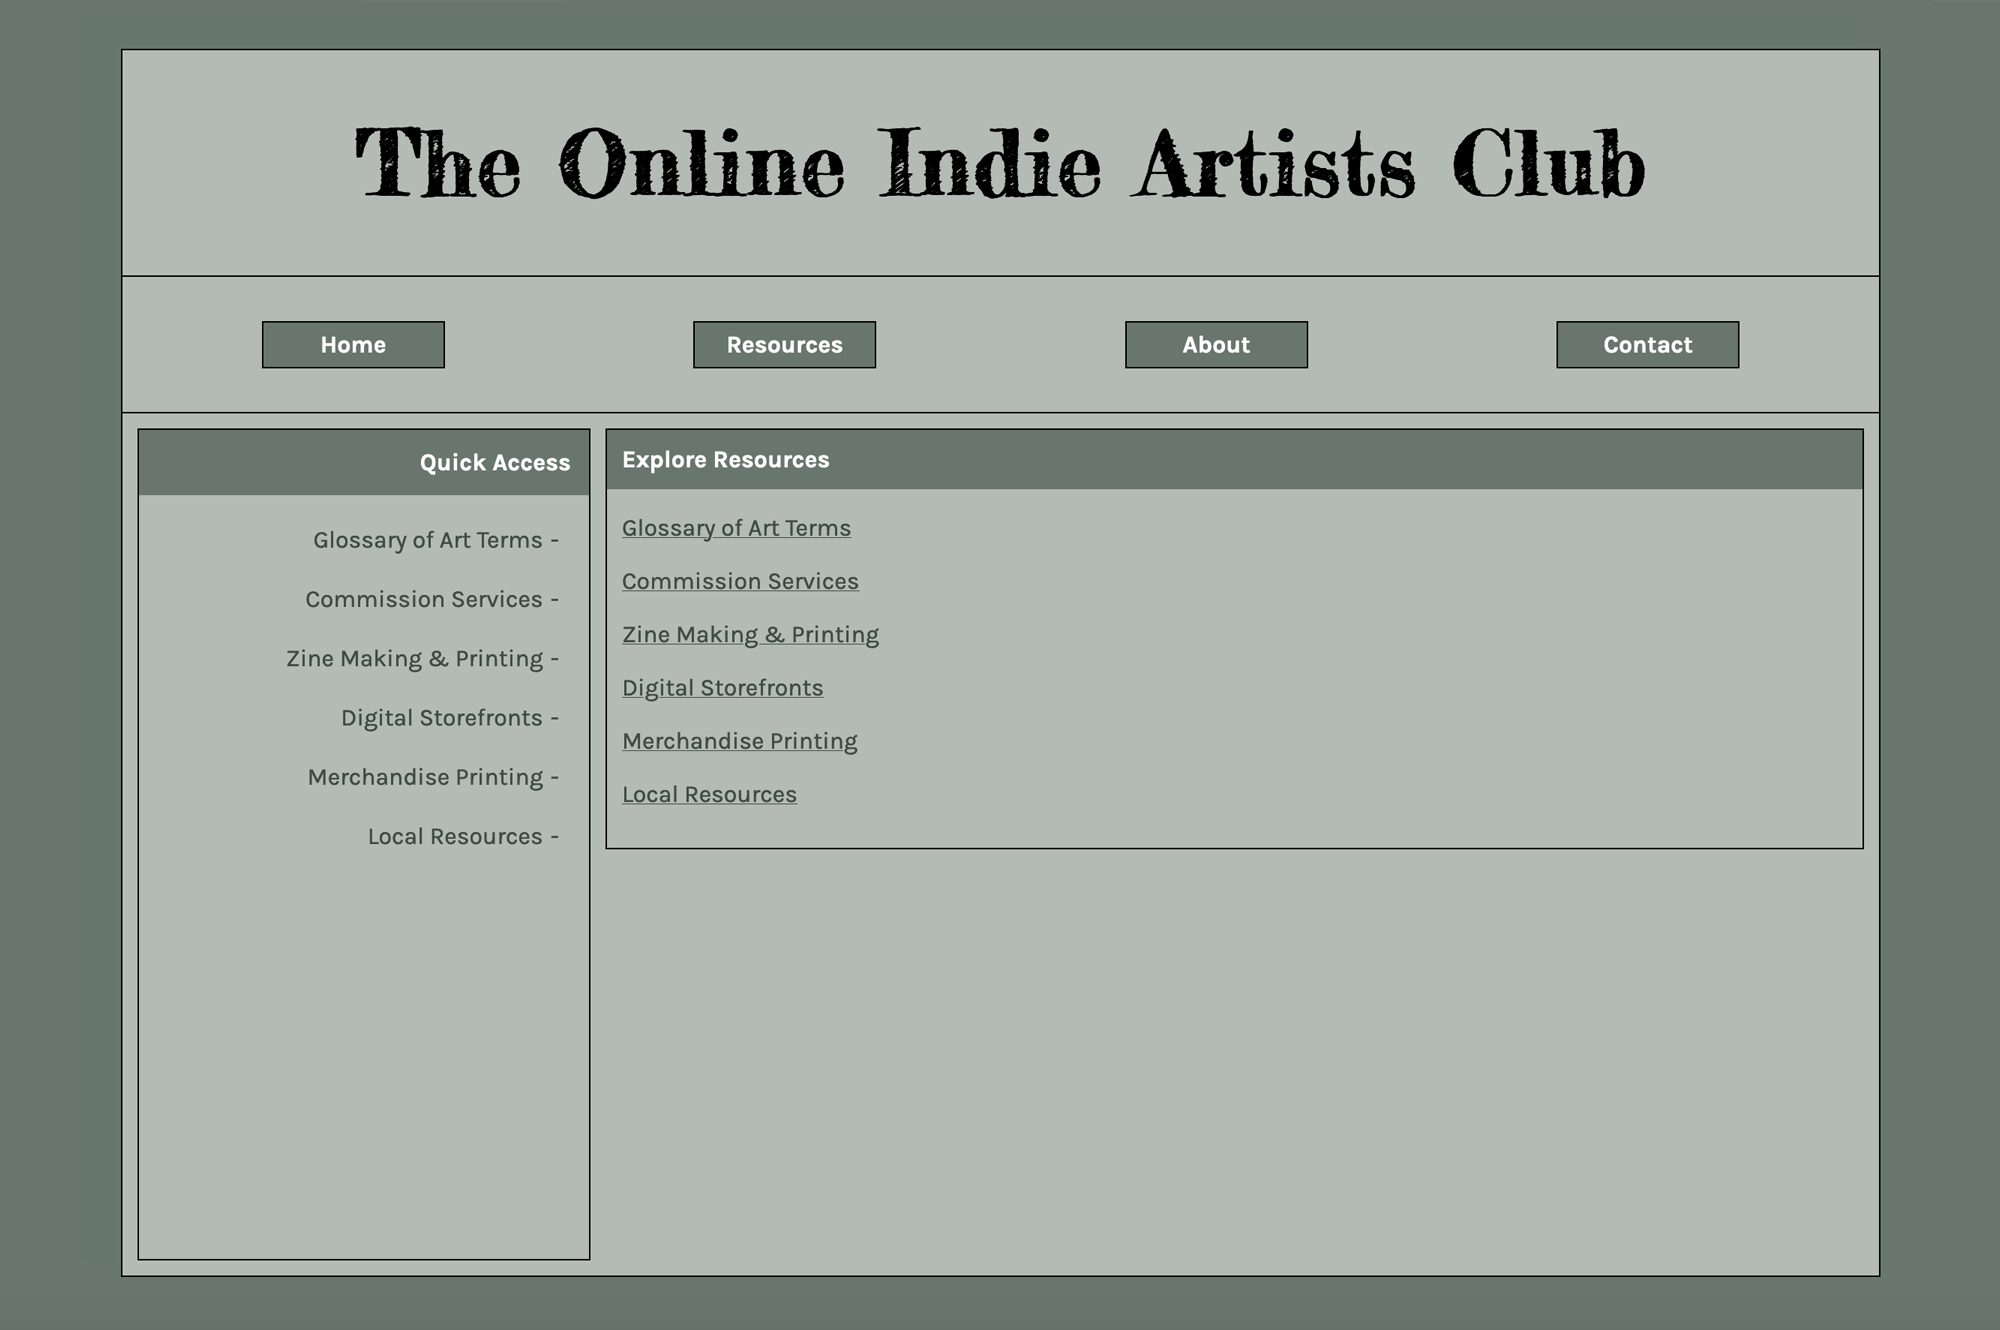 The Online Indie Artists Club
Home
Resources
About
Contact
Quick Access
Glossary of Art Terms -
Commission Services -
Zine Making & Printing -
Digital Storefronts -
Merchandise Printing -
Local Resources -
Explore Resources
Glossary of Art Terms
Commission Services
Zine Making & Printing
Digital Storefronts
Merchandise Printing
Local Resources